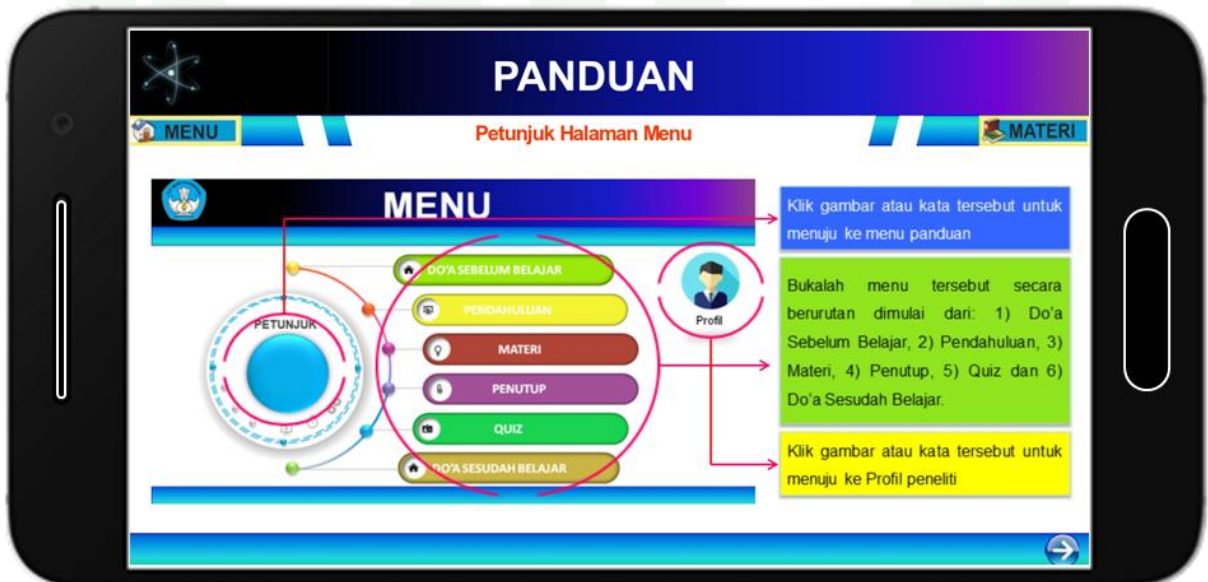 PANDUAN
MENU
Petunjuk Halaman Menu
MATERI
MENU
PETUNJUK
DO'A SEBELUM BELAJAR
PENDAHULUAN
MATERI
PENUTUP
QUIZ
DO'A SESUDAH BELAJAR
Profil
Klik gambar atau kata tersebut untuk
menuju ke menu panduan
Bukalah menu tersebut secara
berurutan dimulai dari: 1) Do'a
Sebelum Belajar, 2) Pendahuluan, 3)
Materi, 4) Penutup, 5) Quiz dan 6)
Do'a Sesudah Belajar.
Klik gambar atau kata tersebut untuk
menuju ke Profil peneliti